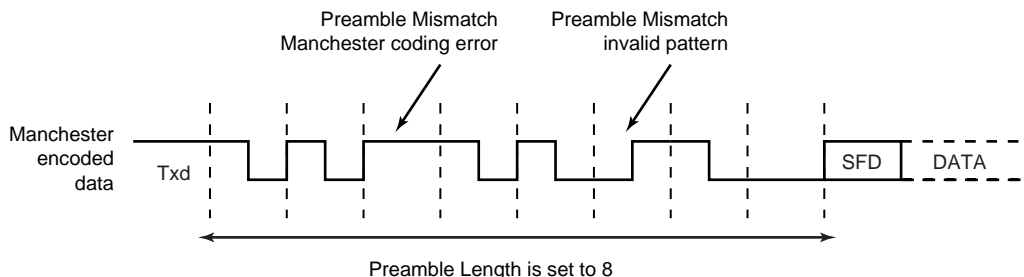 Preamble Mismatch
Manchester coding error
Preamble Mismatch
invalid pattern
Manchester
encoded
data
Txd
SFD
DATA
Preamble Length is set to 8